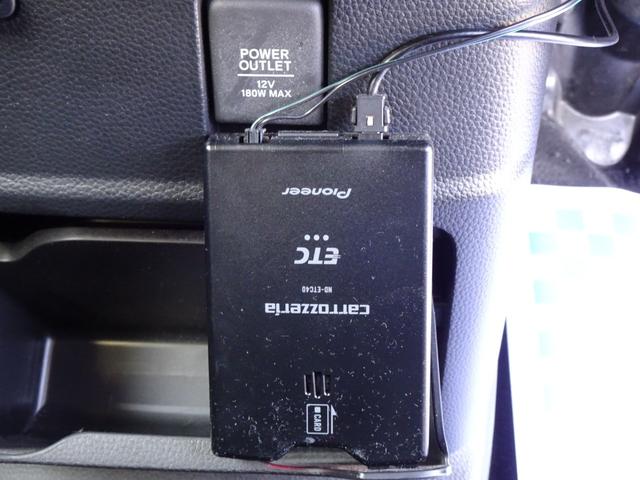 POWER
OUTLET
12V
180W MAX
Pioneer
ETC
ND-ETC40
carrozzeria
CARD